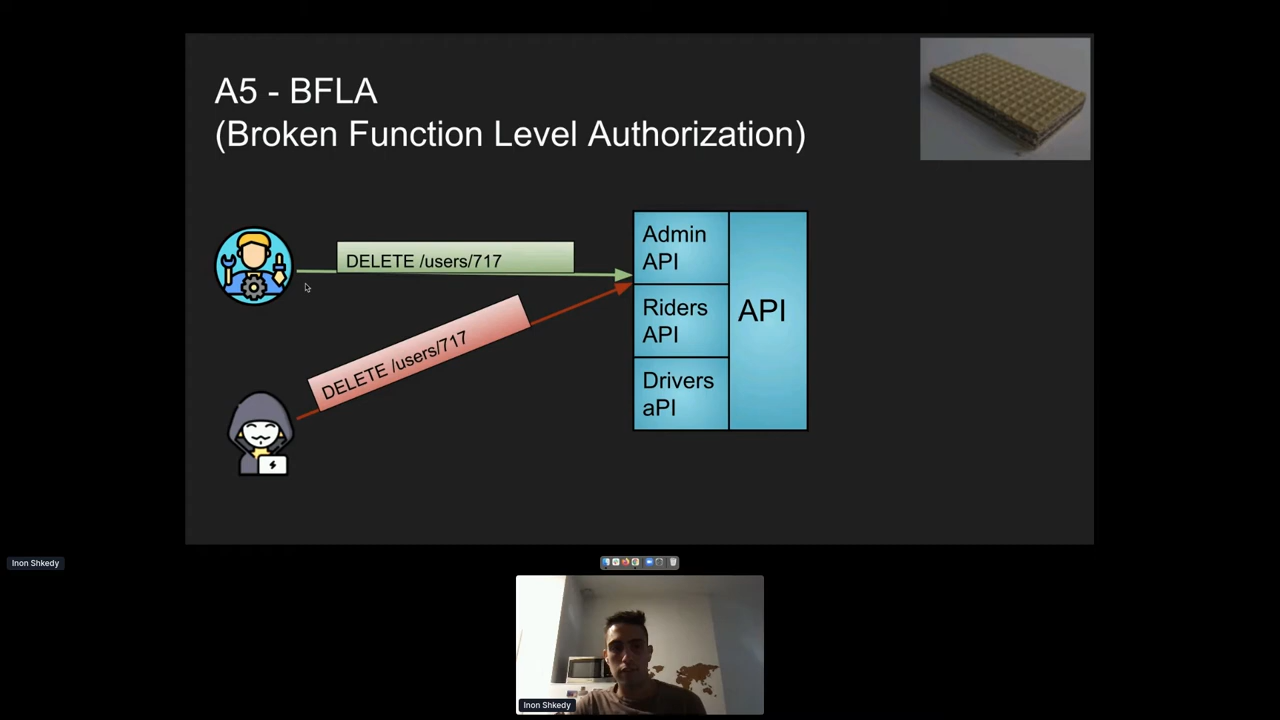 A5 - BFLA
(Broken Function Level Authorization)
DELETE /users/717
DELETE /users/717
Admin
API
Riders
API
Drivers
aPI
API
Inon Shkedy
Inon Shkedy